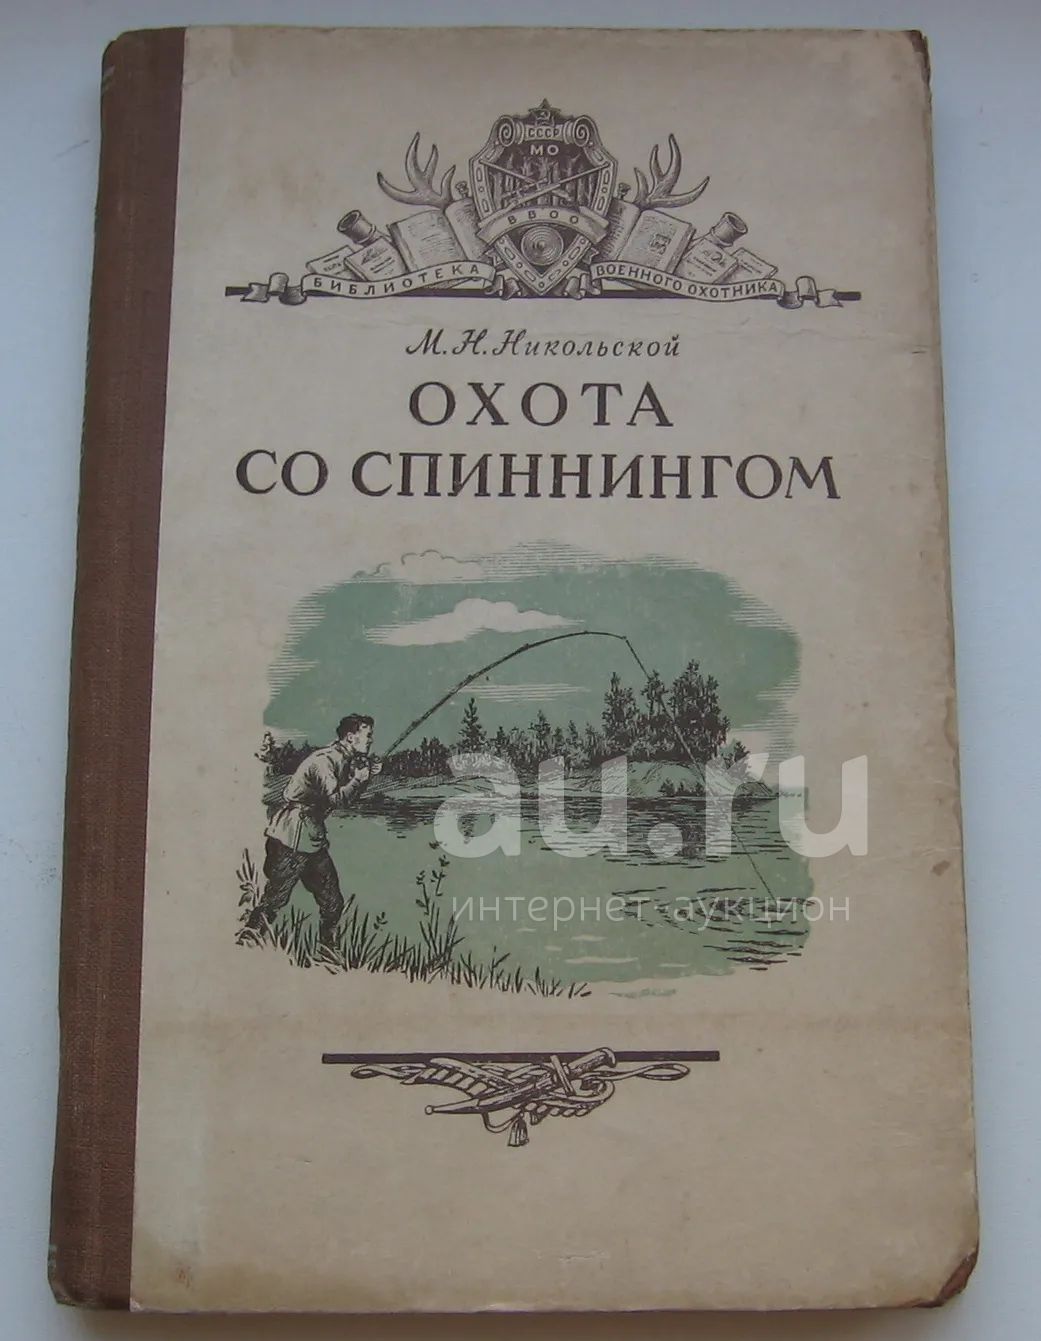 СССР
МО
ВВОО
БИБЛИОТЕКА ВОЕННОГО ОХОТНИКА
М. Н. Никольской
ОХОТА
СО СПИННИНГОМ
au.ru
интернет-аукцион